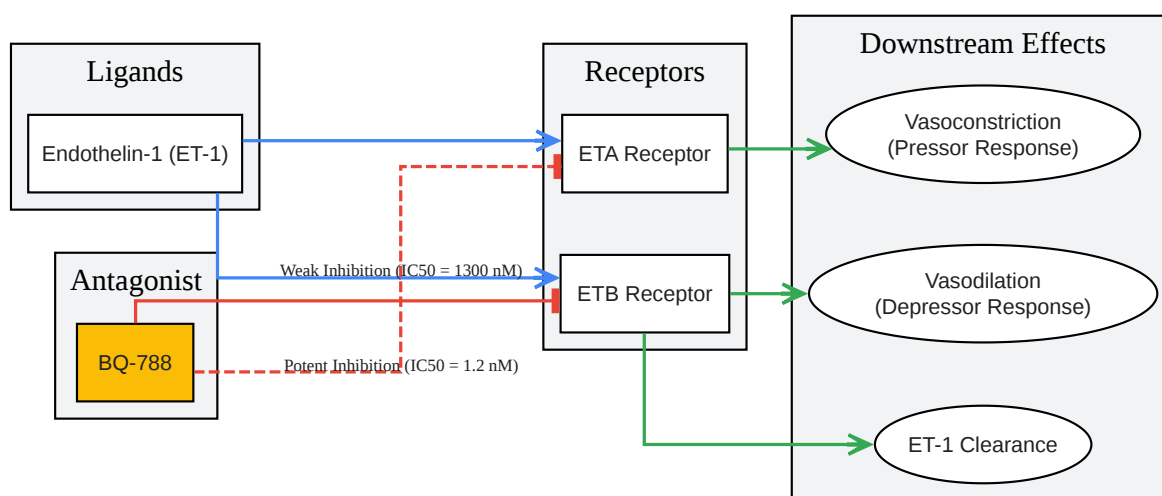 Ligands
Endothelin-1 (ET-1)
Antagonist
BQ-788
Weak Inhibition (IC50 = 1300 nM)
Potent Inhibition (IC50 = 1.2 nM)
Receptors
ETA Receptor
ETB Receptor
Downstream Effects
Vasoconstriction
(Pressor Response)
Vasodilation
(Depressor Response)
ET-1 Clearance